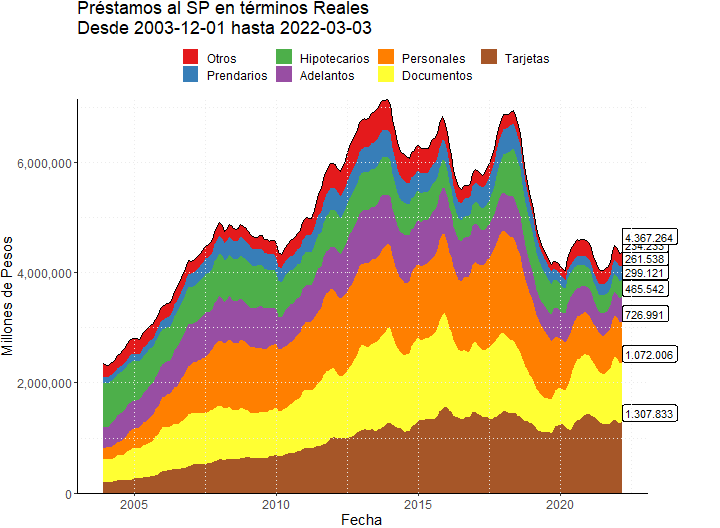 Préstamos al SP en términos Reales
Desde 2003-12-01 hasta 2022-03-03
Otros Hipotecarios Personales Tarjetas
Prendarios Adelantos Documentos
Millones de Pesos
6,000,000
4,000,000
2,000,000
0
4.367.264
234.233
261.538
299.121
465.542
726.991
1.072.006
1.307.833
2005 2010 2015 2020
Fecha